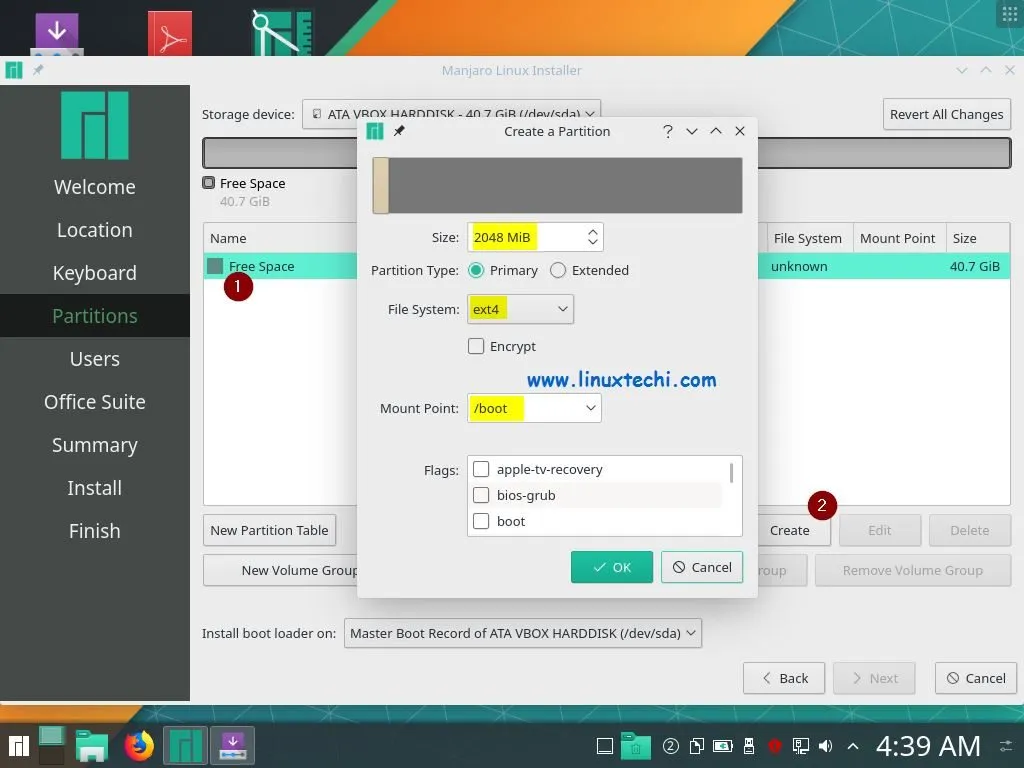 Manjaro Linux Installer
Storage device: ATA VBOX HARDDISK - 40.7 GiB (/dev/sda)
Revert All Changes
Free Space
40.7 GiB
Name File System Mount Point Size
Free Space unknown 40.7 GiB
1
Welcome
Location
Keyboard
Partitions
Users
Office Suite
Summary
Install
Finish
Create a Partition
?
Size: 2048 MiB
Partition Type: Primary Extended
File System: ext4
Encrypt
www.linuxtechi.com
Mount Point: /boot
Flags: apple-tv-recovery
bios-grub
boot
OK Cancel
2
New Partition Table Create Edit Delete
New Volume Group roup Remove Volume Group
Install boot loader on: Master Boot Record of ATA VBOX HARDDISK (/dev/sda)
Back Next Cancel
2 4:39 AM